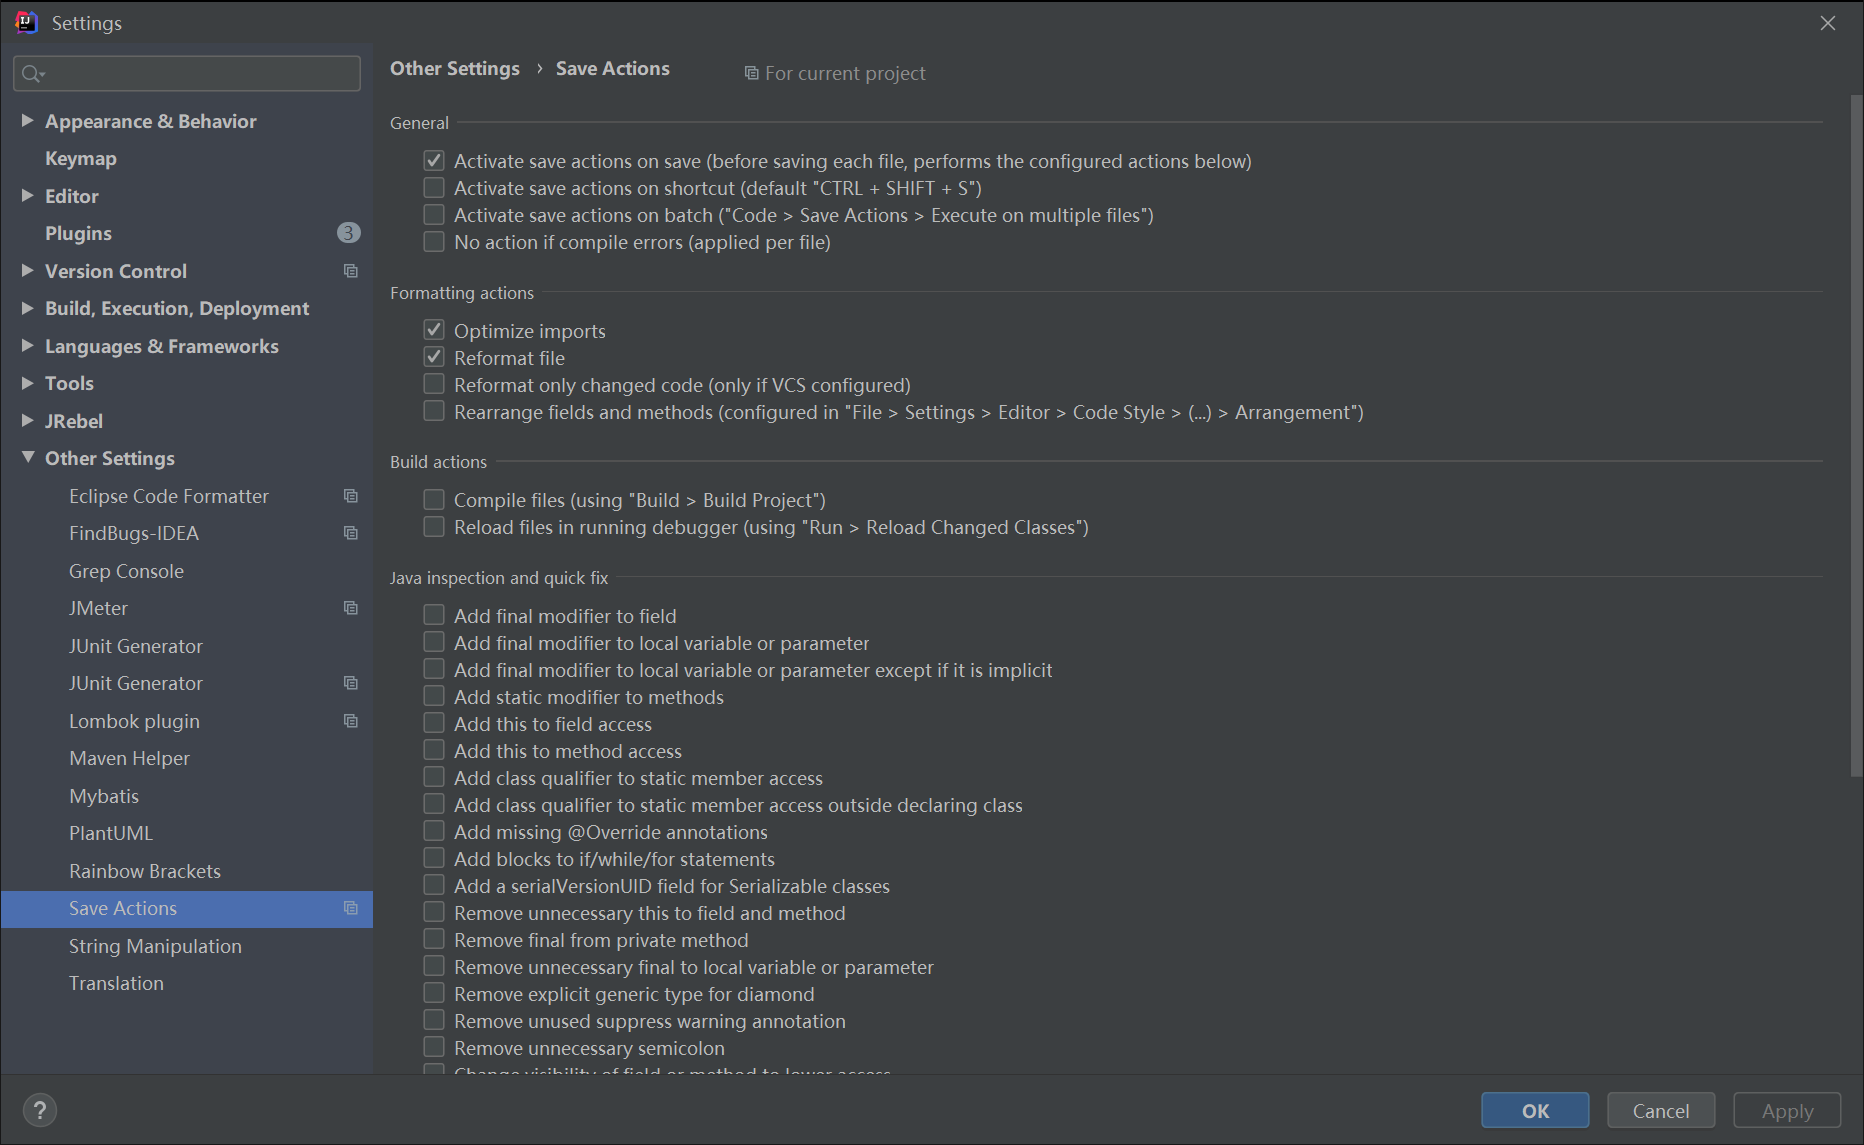 Settings
Appearance & Behavior
Keymap
Editor
Plugins 3
Version Control
Build, Execution, Deployment
Languages & Frameworks
Tools
JRebel
Other Settings
Eclipse Code Formatter
FindBugs-IDEA
Grep Console
JMeter
JUnit Generator
JUnit Generator
Lombok plugin
Maven Helper
Mybatis
PlantUML
Rainbow Brackets
Save Actions
String Manipulation
Translation
Other Settings › Save Actions For current project
General
Activate save actions on save (before saving each file, performs the configured actions below)
Activate save actions on shortcut (default "CTRL + SHIFT + S")
Activate save actions on batch ("Code > Save Actions > Execute on multiple files")
No action if compile errors (applied per file)
Formatting actions
Optimize imports
Reformat file
Reformat only changed code (only if VCS configured)
Rearrange fields and methods (configured in "File > Settings > Editor > Code Style > (...) > Arrangement")
Build actions
Compile files (using "Build > Build Project")
Reload files in running debugger (using "Run > Reload Changed Classes")
Java inspection and quick fix
Add final modifier to field
Add final modifier to local variable or parameter
Add final modifier to local variable or parameter except if it is implicit
Add static modifier to methods
Add this to field access
Add this to method access
Add class qualifier to static member access
Add class qualifier to static member access outside declaring class
Add missing @Override annotations
Add blocks to if/while/for statements
Add a serialVersionUID field for Serializable classes
Remove unnecessary this to field and method
Remove final from private method
Remove unnecessary final to local variable or parameter
Remove explicit generic type for diamond
Remove unused suppress warning annotation
Remove unnecessary semicolon
Change visibility of field or method to lower access
?
OK
Cancel
Apply